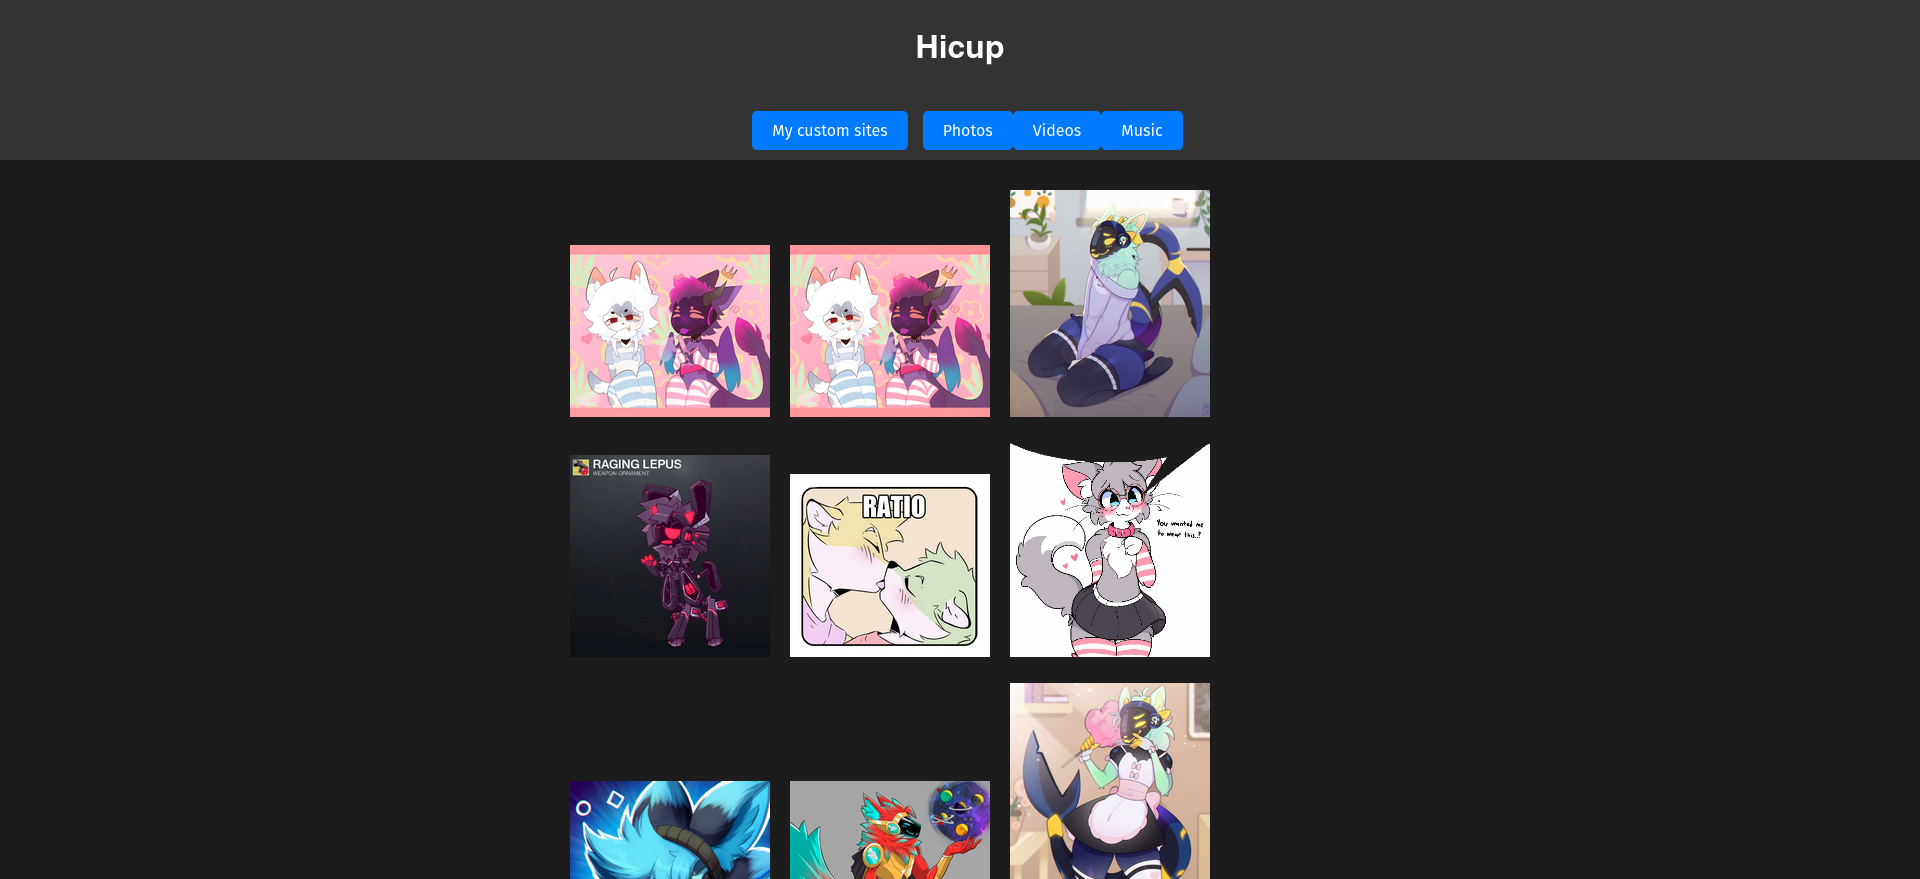 Hicup
My custom sites
Photos
Videos
Music
RAGING LEPUS
WEAPON ORNAMENT
RATIO
You wanted me
to wear this..?